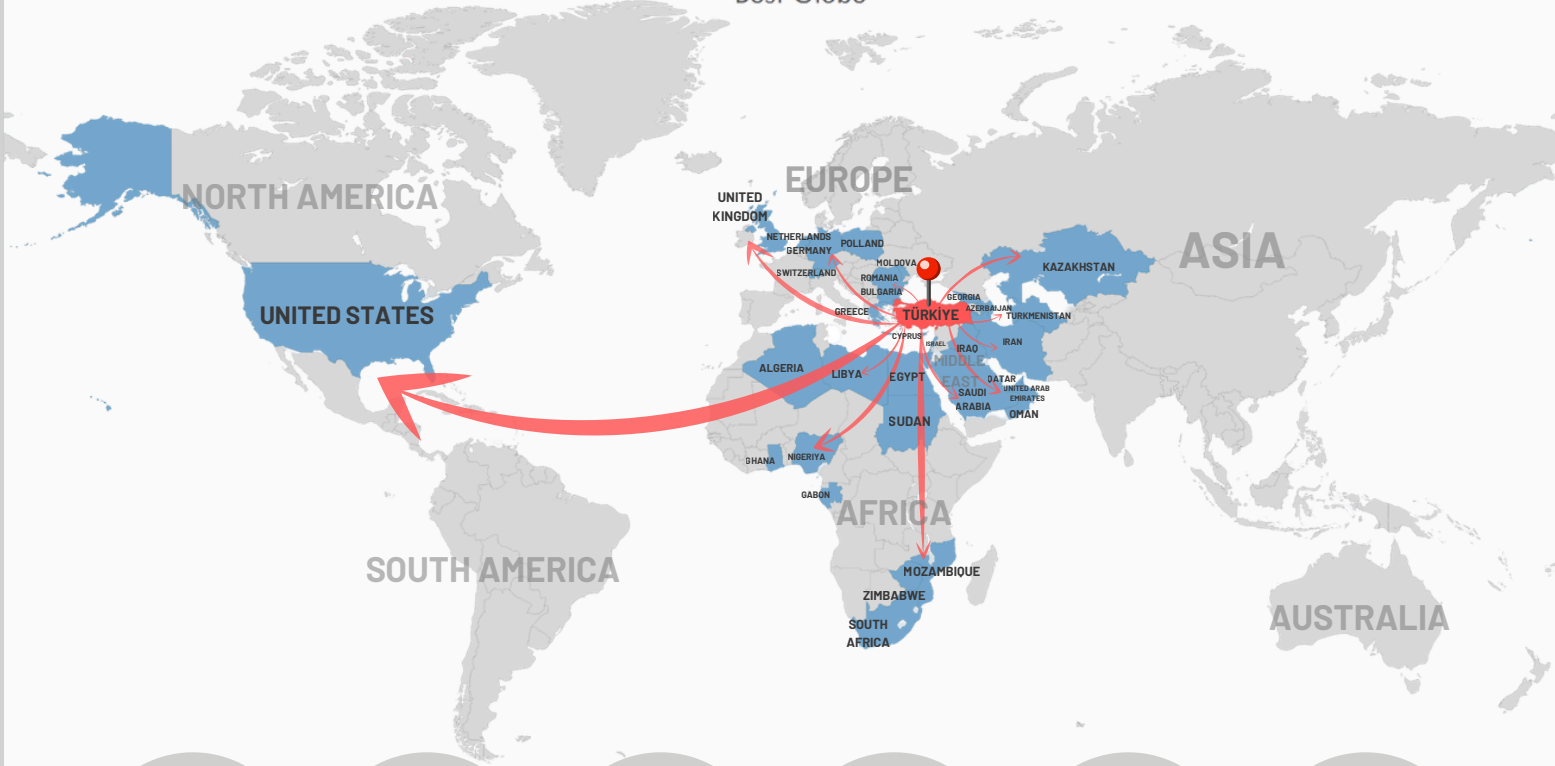 NORTH AMERICA
EUROPE
UNITED
KINGDOM
NETHERLANDS
POLLAND
GERMANY
ASIA
MOLDOVA
KAZAKHSTAN
SWITZERLAND
ROMANIA
BULGARIA
GEORGIA
AZERBAIJAN
GREECE
TÜRKİYE
TURKMENISTAN
UNITED STATES
CYPRUS
ISRAEL
IRAQ
IRAN
MIDDLE
EAST
ALGERIA
LIBYA
EGYPT
QATAR
SAUDI
ARABIA
UNITED ARAB
EMIRATES
OMAN
SUDAN
GHANA
NIGERIYA
GABON
AFRICA
SOUTH AMERICA
MOZAMBIQUE
ZIMBABWE
SOUTH
AFRICA
AUSTRALIA